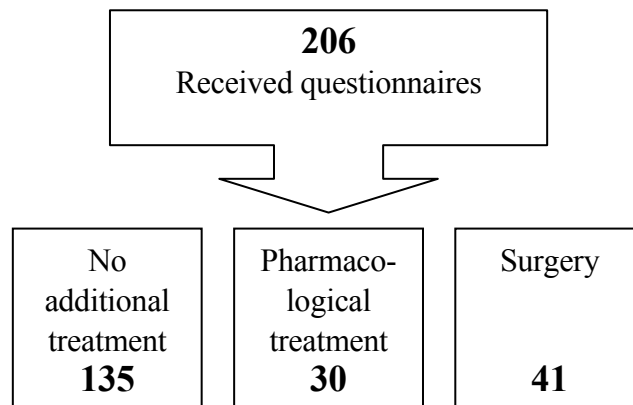 206
Received questionnaires
No
additional
treatment
135
Pharmaco-
logical
treatment
30
Surgery
41